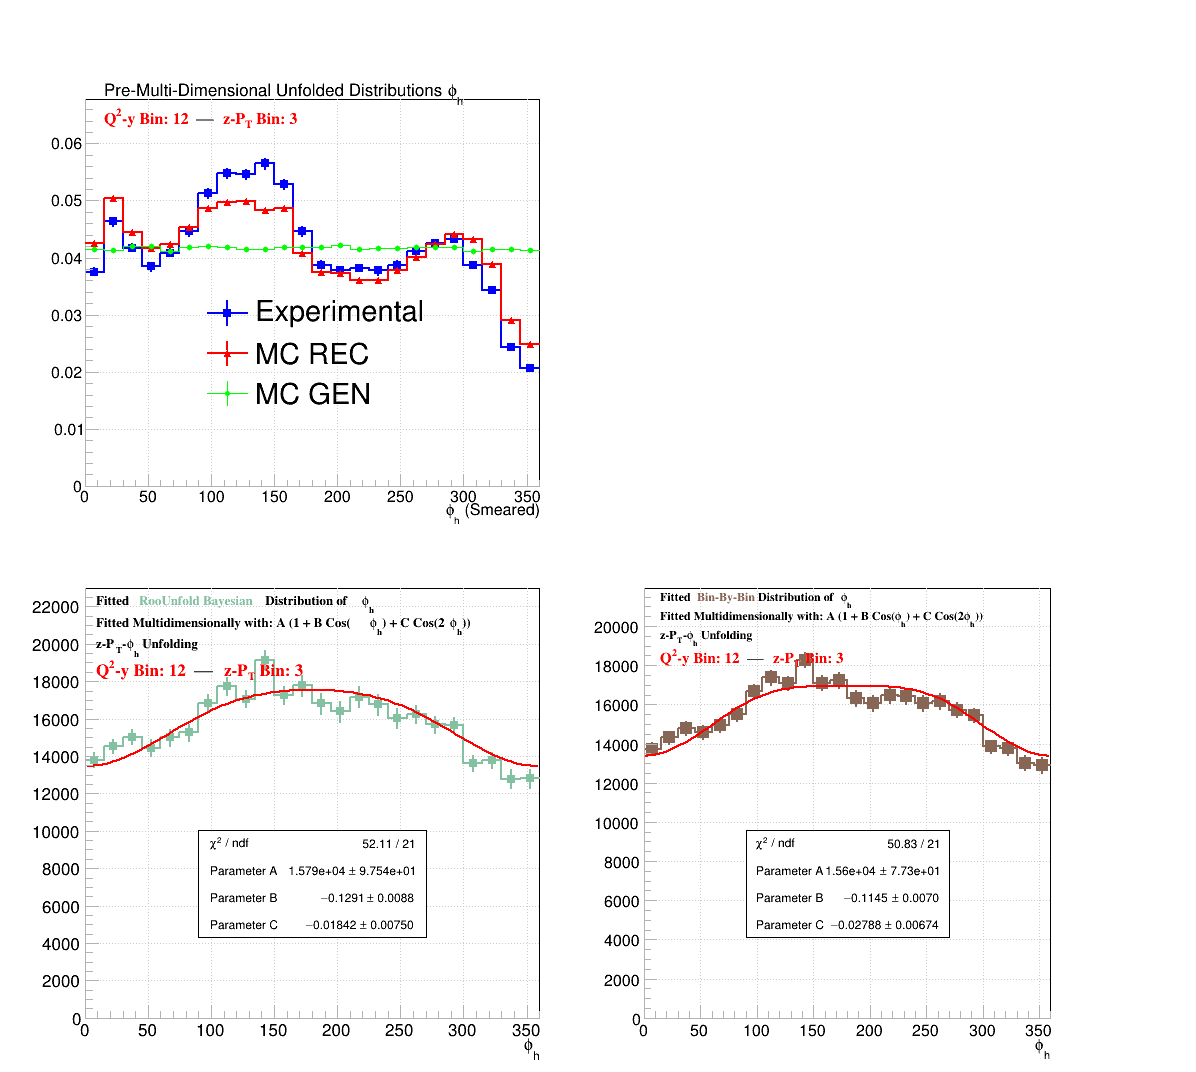 Pre-Multi-Dimensional Unfolded Distributions ϕh
Q²-y Bin: 12 — z-PT Bin: 3
0.06
0.05
0.04
0.03
0.02
0.01
0
Experimental
MC REC
MC GEN
0 50 100 150 200 250 300 350
ϕh (Smeared)
Fitted RooUnfold Bayesian Distribution of ϕh
Fitted Multidimensionally with: A (1 + B Cos( ϕh) + C Cos(2 ϕh))
z-PT-ϕh Unfolding
Q²-y Bin: 12 — z-PT Bin: 3
22000
20000
18000
16000
14000
12000
10000
8000
6000
4000
2000
0
χ² / ndf 52.11 / 21
Parameter A 1.579e+04 ± 9.754e+01
Parameter B −0.1291 ± 0.0088
Parameter C −0.01842 ± 0.00750
0 50 100 150 200 250 300 350
ϕh
Fitted Bin-By-Bin Distribution of ϕh
Fitted Multidimensionally with: A (1 + B Cos(ϕh) + C Cos(2ϕh))
z-PT-ϕh Unfolding
Q²-y Bin: 12 — z-PT Bin: 3
20000
18000
16000
14000
12000
10000
8000
6000
4000
2000
0
χ² / ndf 50.83 / 21
Parameter A 1.56e+04 ± 7.73e+01
Parameter B −0.1145 ± 0.0070
Parameter C −0.02788 ± 0.00674
0 50 100 150 200 250 300 350
ϕh